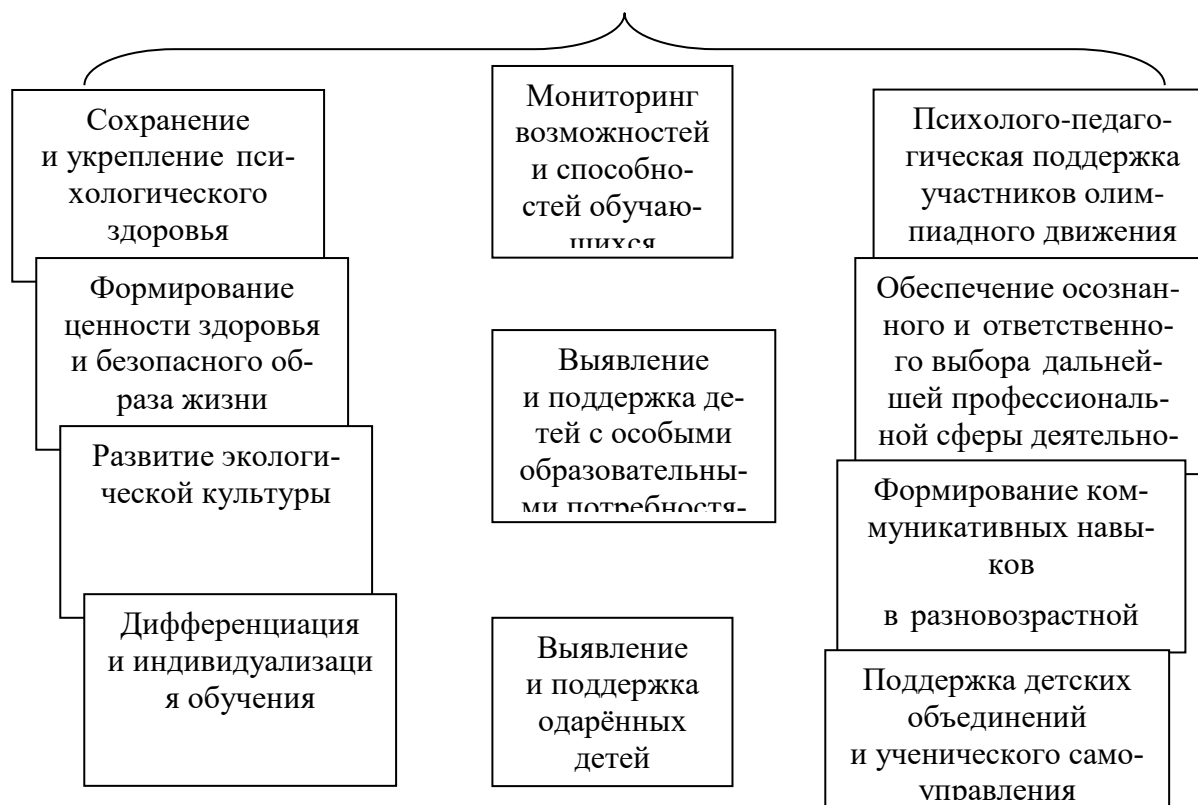 Сохранение
и укрепление пси-
хологического
здоровья
Формирование
ценности здоровья
и безопасного об-
раза жизни
Развитие экологи-
ческой культуры
Дифференциация
и индивидуализаци
я обучения
Мониторинг
возможностей
и способно-
стей обучаю-
щихся
Выявление
и поддержка де-
тей с особыми
образовательны-
ми потребностя-
Выявление
и поддержка
одарённых
детей
Психолого-педаго-
гическая поддержка
участников олим-
пиадного движения
Обеспечение осознан-
ного и ответственно-
го выбора дальней-
шей профессиональ-
ной сферы деятельно-
Формирование ком-
муникативных навы-
ков
в разновозрастной
Поддержка детских
объединений
и ученического само-
управления